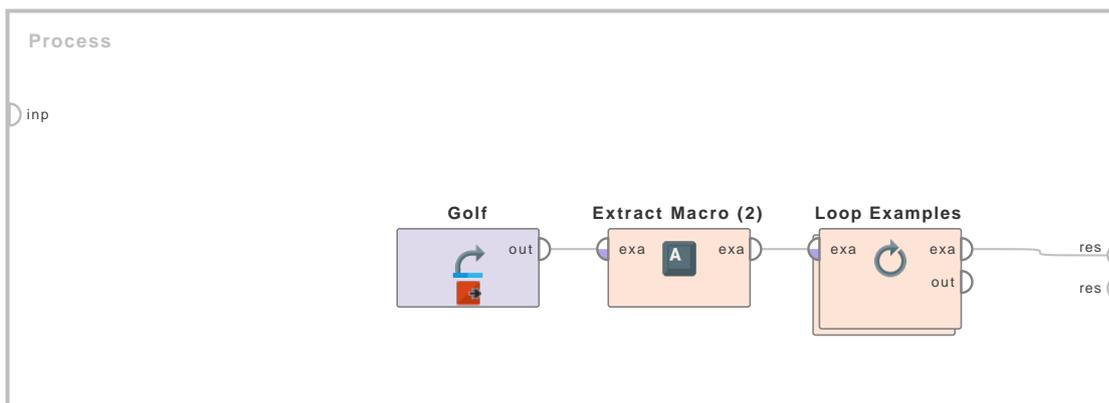 Process
inp
Golf
Extract Macro (2)
Loop Examples
out
exa
exa
exa
exa
out
res
res
A